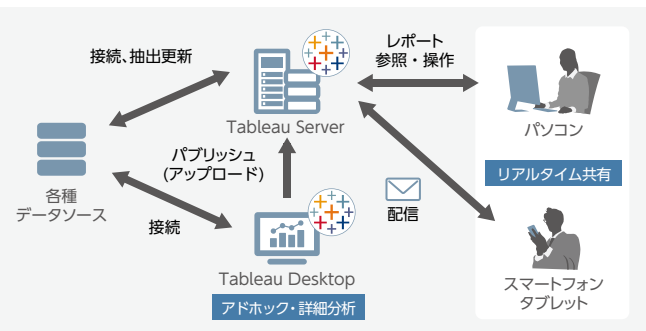 接続、抽出更新
レポート
参照・操作
Tableau Server
パソコン
パブリッシュ
(アップロード)
リアルタイム共有
各種
データソース
接続
配信
Tableau Desktop
アドホック・詳細分析
スマートフォン
タブレット